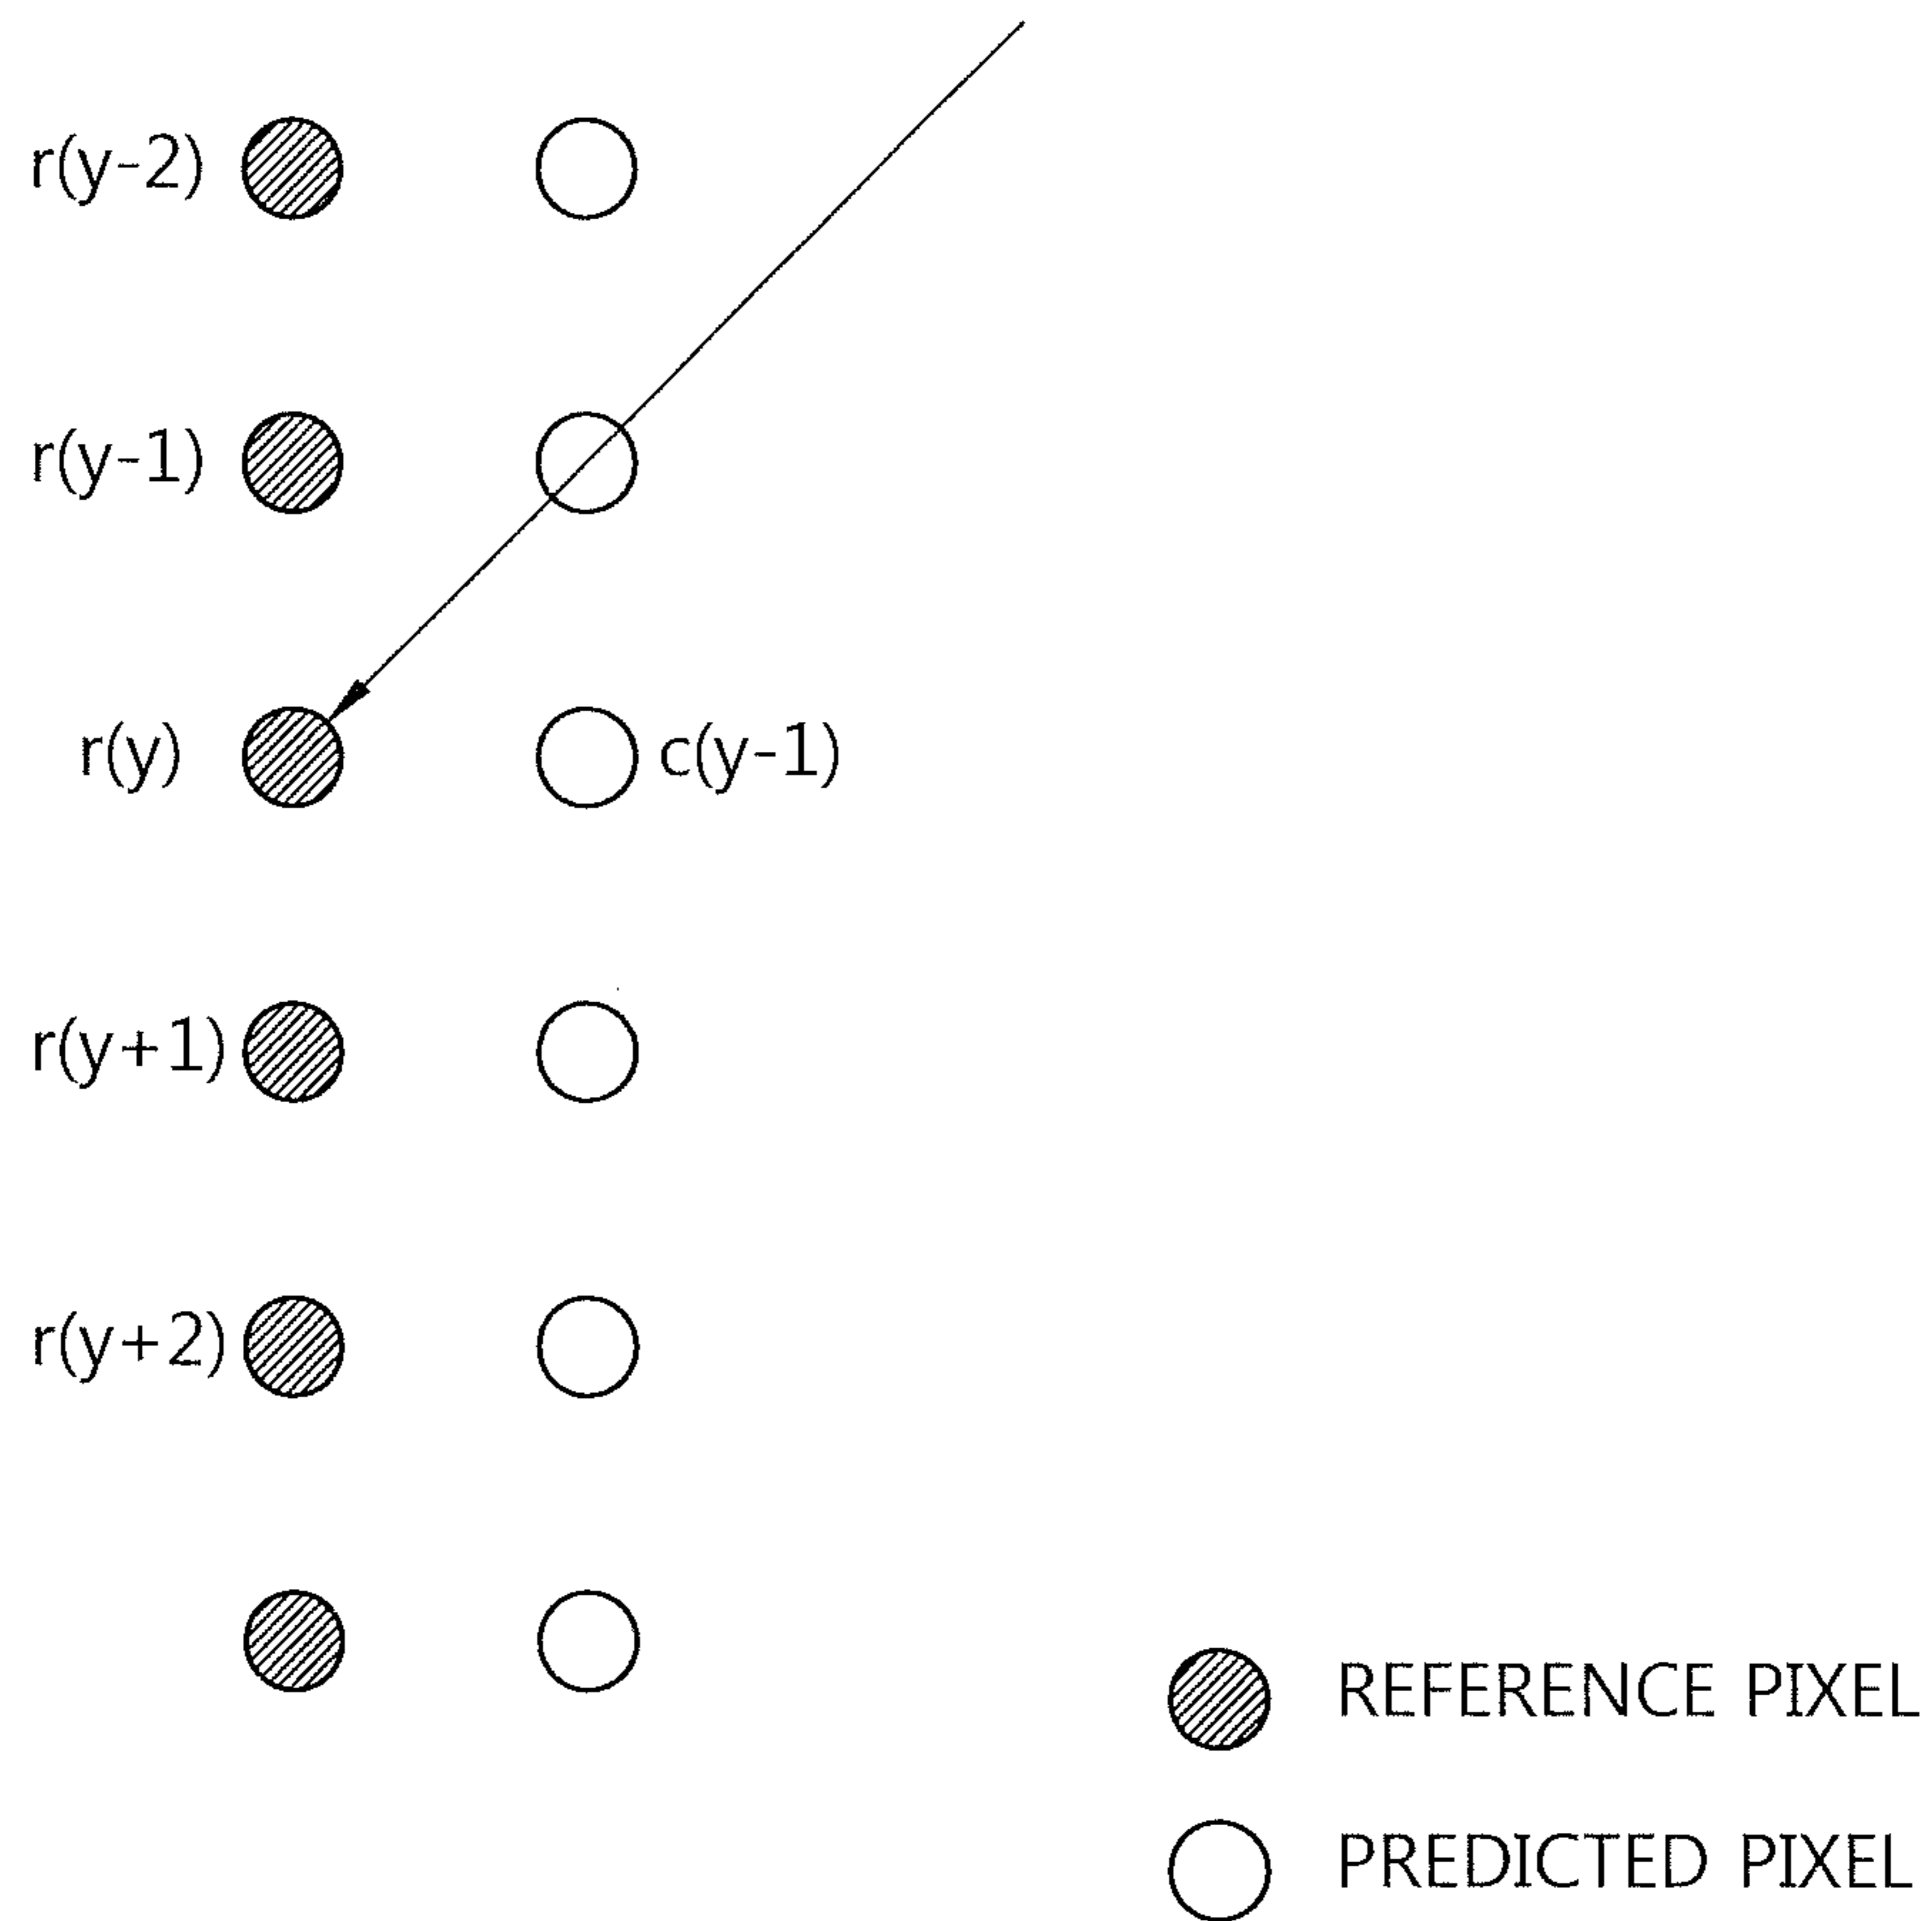 r(y-2)
r(y-1)
r(y) c(y-1)
r(y+1)
r(y+2)
REFERENCE PIXEL
PREDICTED PIXEL